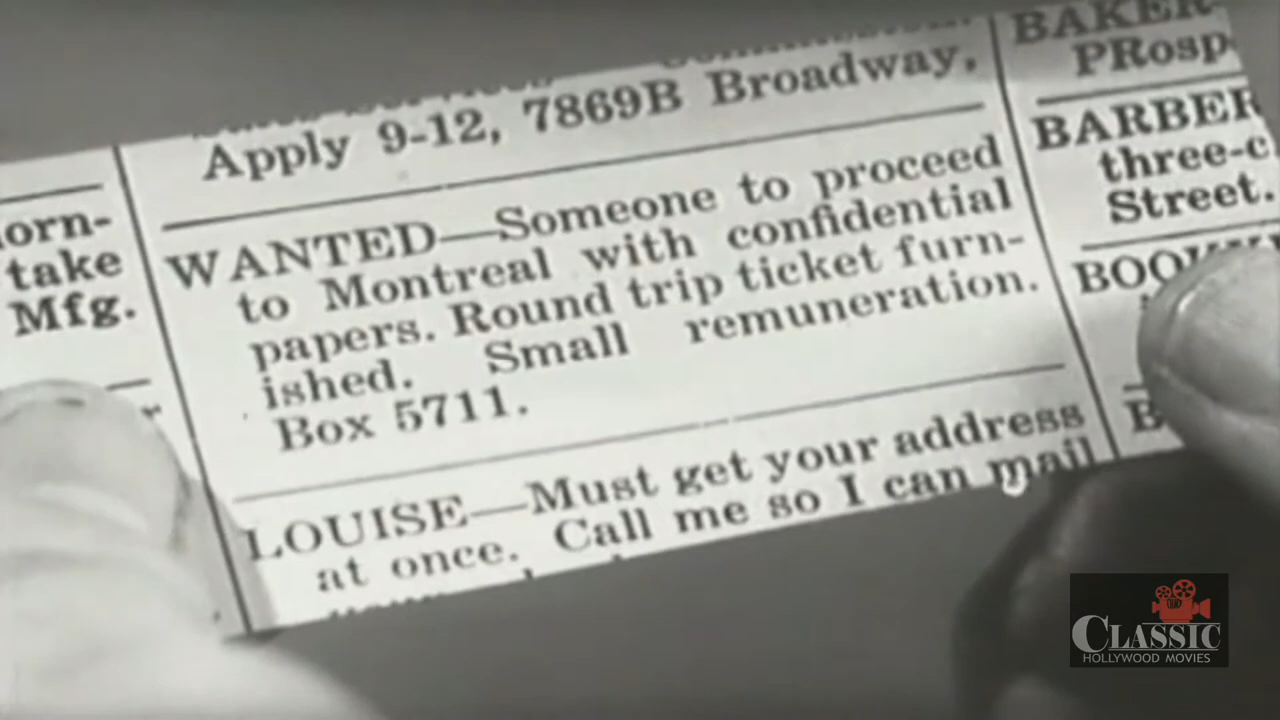 Apply 9-12, 7869B Broadway.
WANTED—Someone to proceed
to Montreal with confidential
papers. Round trip ticket furn-
ished. Small remuneration.
Box 5711.
LOUISE—Must get your address
at once. Call me so I can mail
orn-
take
Mfg.
BAKER
PRosp
BARBER
three-c
Street.
CLASSIC
HOLLYWOOD MOVIES